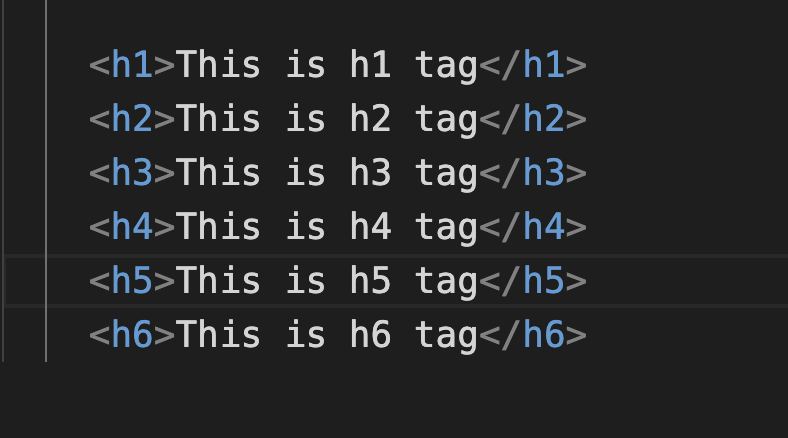 <h1>This is h1 tag</h1>
<h2>This is h2 tag</h2>
<h3>This is h3 tag</h3>
<h4>This is h4 tag</h4>
<h5>This is h5 tag</h5>
<h6>This is h6 tag</h6>